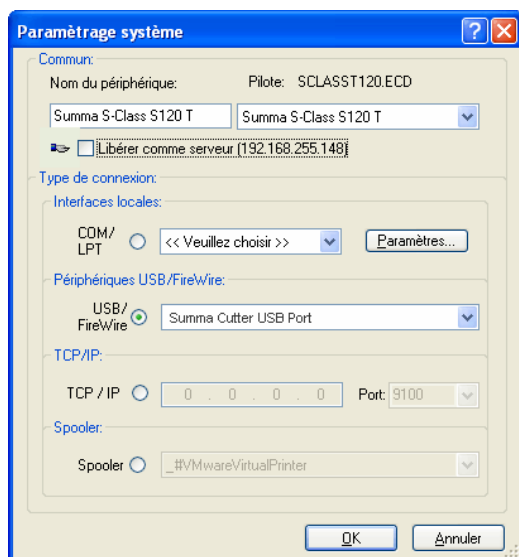 Paramètrage système
Commun:
Nom du périphérique: Pilote: SCLASST120.ECD
Summa S-Class S120 T Summa S-Class S120 T
Libérer comme serveur (192.168.255.148)
Type de connexion:
Interfaces locales:
COM/
LPT << Veuillez choisir >> Paramètres...
Périphériques USB/FireWire:
USB/
FireWire Summa Cutter USB Port
TCP/IP:
TCP / IP 0 . 0 . 0 . 0 Port: 9100
Spooler:
Spooler _#VMwareVirtualPrinter
OK Annuler